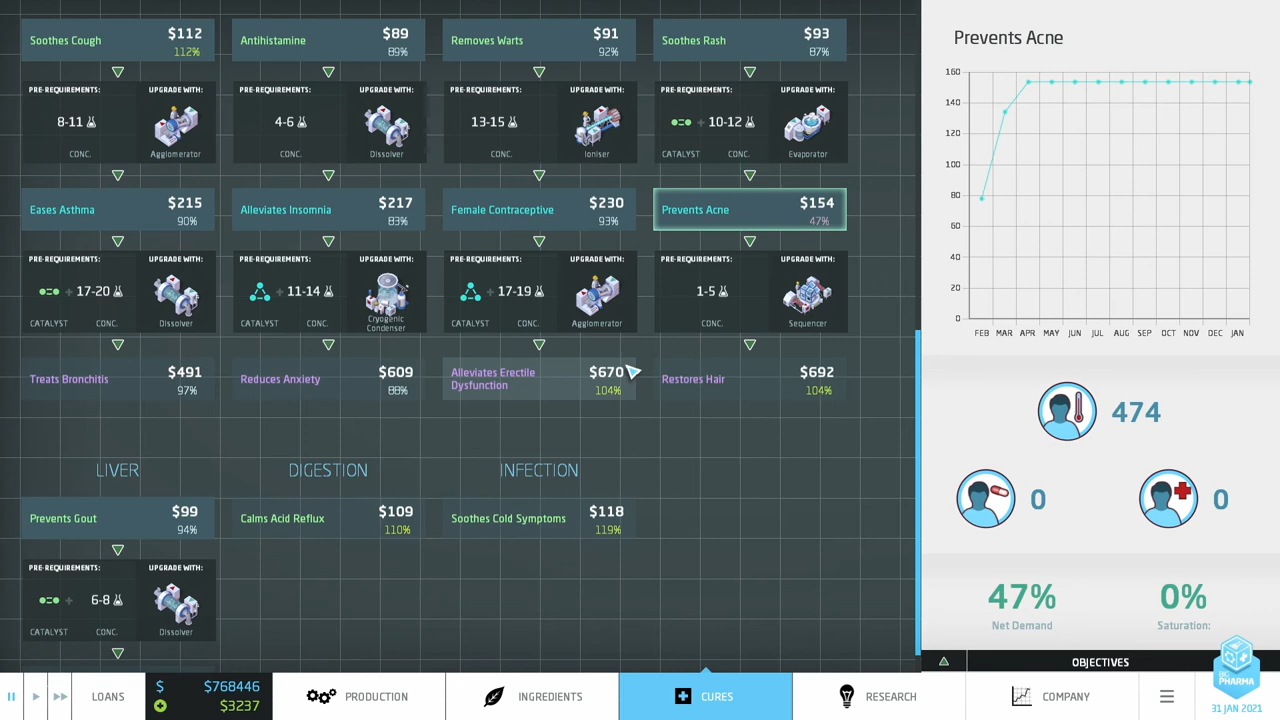 Soothes Cough $112 112%
Antihistamine $89 89%
Removes Warts $91 92%
Soothes Rash $93 87%
PRE-REQUIREMENTS: UPGRADE WITH: PRE-REQUIREMENTS: UPGRADE WITH: PRE-REQUIREMENTS: UPGRADE WITH: PRE-REQUIREMENTS: UPGRADE WITH:
8-11 4-6 13-15 + 10-12
CONC. Agglomerator CONC. Dissolver CONC. Ioniser CATALYST CONC. Evaporator
Eases Asthma $215 90%
Alleviates Insomnia $217 83%
Female Contraceptive $230 93%
Prevents Acne $154 47%
PRE-REQUIREMENTS: UPGRADE WITH: PRE-REQUIREMENTS: UPGRADE WITH: PRE-REQUIREMENTS: UPGRADE WITH: PRE-REQUIREMENTS: UPGRADE WITH:
+ 17-20 + 11-14 + 17-19 1-5
CATALYST CONC. Dissolver CATALYST CONC. Cryogenic Condenser CATALYST CONC. Agglomerator CONC. Sequencer
Treats Bronchitis $491 97%
Reduces Anxiety $609 88%
Alleviates Erectile Dysfunction $670 104%
Restores Hair $692 104%
LIVER DIGESTION INFECTION
Prevents Gout $99 94%
Calms Acid Reflux $109 110%
Soothes Cold Symptoms $118 119%
PRE-REQUIREMENTS: UPGRADE WITH:
+ 6-8
CATALYST CONC. Dissolver
Prevents Acne
160
140
120
100
80
60
40
20
0
FEB MAR APR MAY JUN JUL AUG SEP OCT NOV DEC JAN
474
0 0
47% 0%
Net Demand Saturation:
OBJECTIVES
LOANS $ $768446 $3237 PRODUCTION INGREDIENTS CURES RESEARCH COMPANY
BIG PHARMA
31 JAN 2021